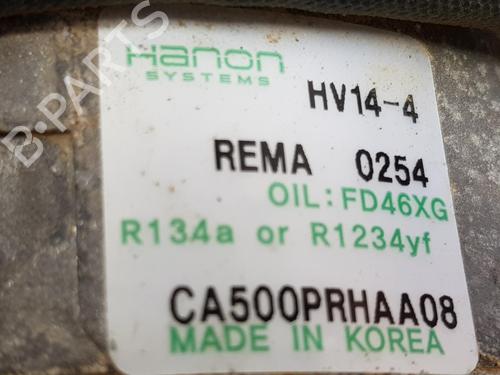 Hanon
SYSTEMS
HV14-4
REMA 0254
OIL: FD46XG
R134a or R1234yf
CA500PRHAA08
MADE IN KOREA
B-PARTS